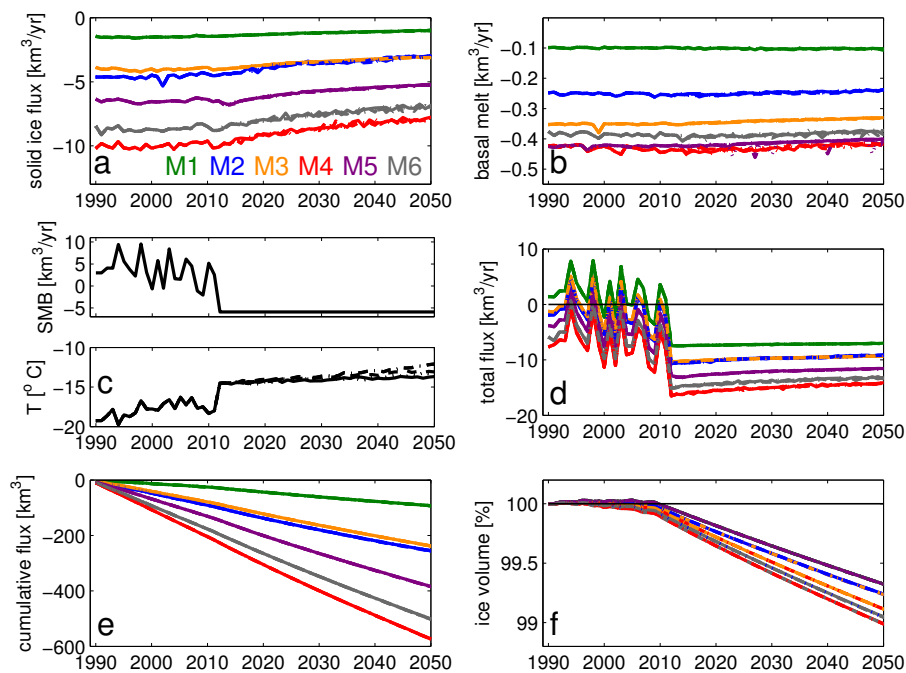 solid ice flux [km³/yr]
0
−5
−10
a
M1 M2 M3 M4 M5 M6
1990 2000 2010 2020 2030 2040 2050
basal melt [km³/yr]
−0.1
−0.2
−0.3
−0.4
−0.5
b
1990 2000 2010 2020 2030 2040 2050
SMB [km³/yr]
10
5
0
−5
T [° C]
−10
−15
−20
c
1990 2000 2010 2020 2030 2040 2050
total flux [km³/yr]
10
0
−10
−20
d
1990 2000 2010 2020 2030 2040 2050
cumulative flux [km³]
0
−200
−400
−600
e
1990 2000 2010 2020 2030 2040 2050
ice volume [%]
100
99.5
99
f
1990 2000 2010 2020 2030 2040 2050